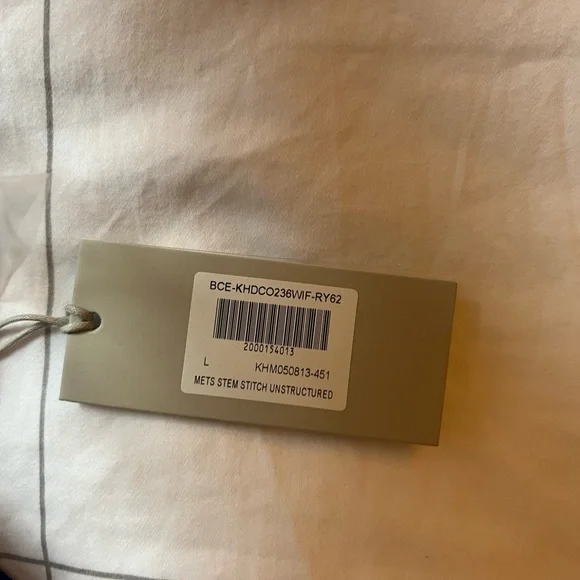 BCE-KHDCO236WIF-RY62
2000154013
L KHM050813-451
METS STEM STITCH UNSTRUCTURED